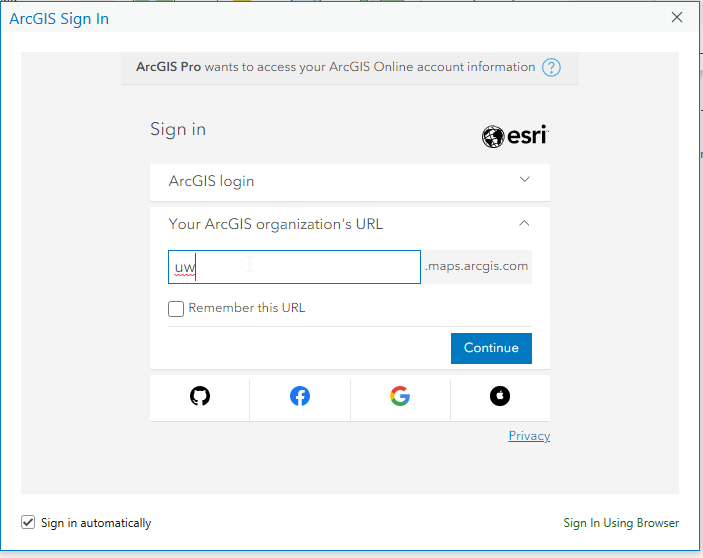 ArcGIS Sign In
ArcGIS Pro wants to access your ArcGIS Online account information ?
Sign in
esri
ArcGIS login
Your ArcGIS organization's URL
uw .maps.arcgis.com
Remember this URL
Continue
Privacy
Sign in automatically Sign In Using Browser